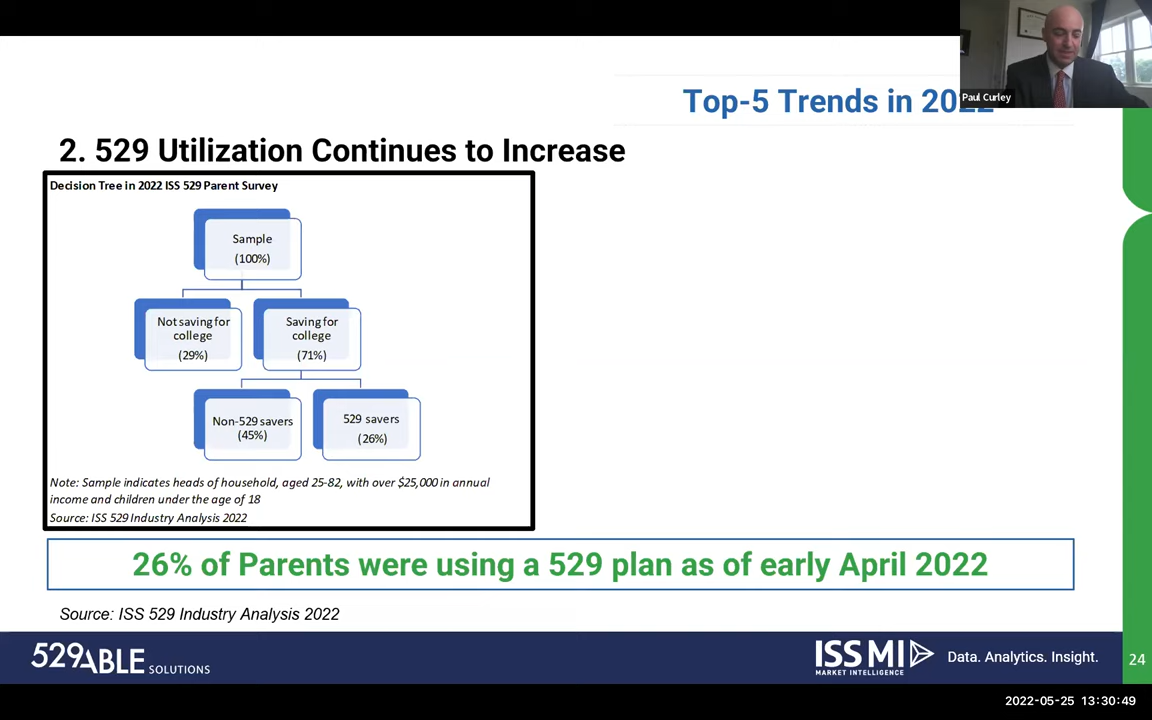 Paul Curley
Top-5 Trends in 2022
2. 529 Utilization Continues to Increase
Decision Tree in 2022 ISS 529 Parent Survey
Sample
(100%)
Not saving for
college
(29%)
Saving for
college
(71%)
Non-529 savers
(45%)
529 savers
(26%)
Note: Sample indicates heads of household, aged 25-82, with over $25,000 in annual
income and children under the age of 18
Source: ISS 529 Industry Analysis 2022
26% of Parents were using a 529 plan as of early April 2022
Source: ISS 529 Industry Analysis 2022
529ABLE SOLUTIONS
ISS MI
MARKET INTELLIGENCE
Data. Analytics. Insight.
24
2022-05-25 13:30:49